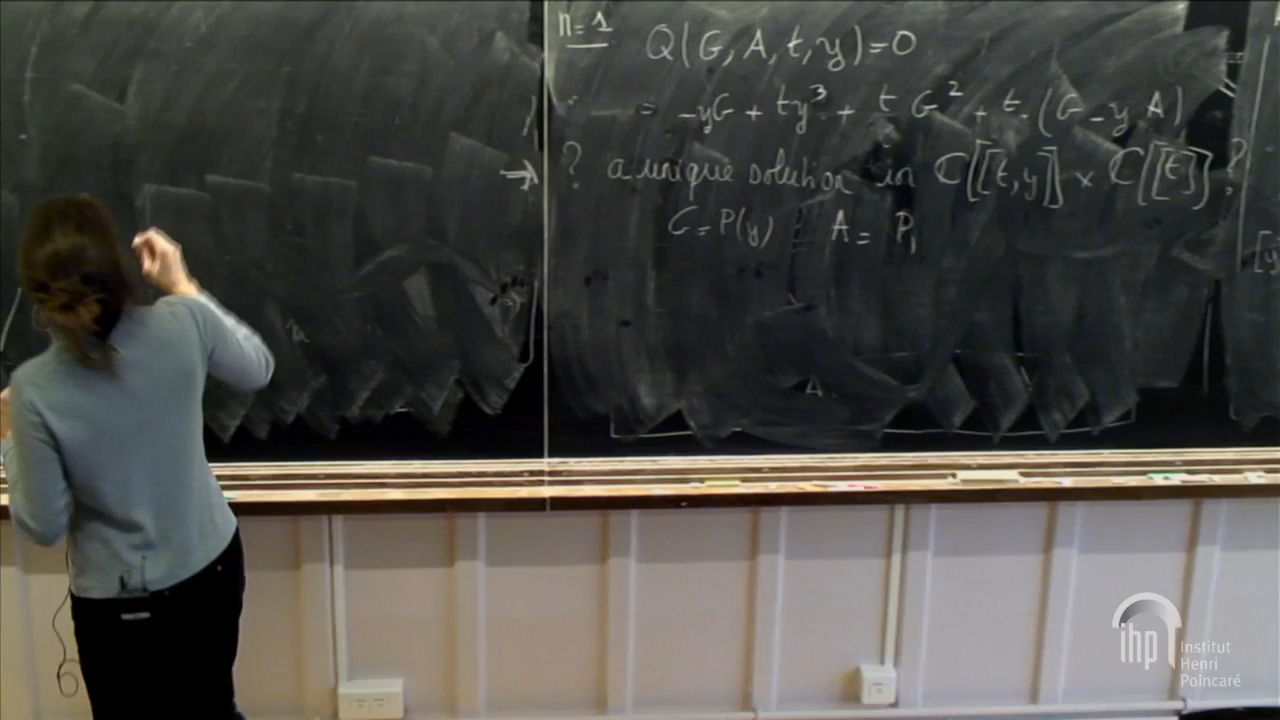 n=1
Q(G, A, t, y) = 0
= -yG + ty³ + t G² + t. (G - y A)
→ ? a unique solution in ℂ[[t,y]] × ℂ[[t]] ?
G = P(y) A = P₁
[y
A
ihp Institut
Henri
Poincaré